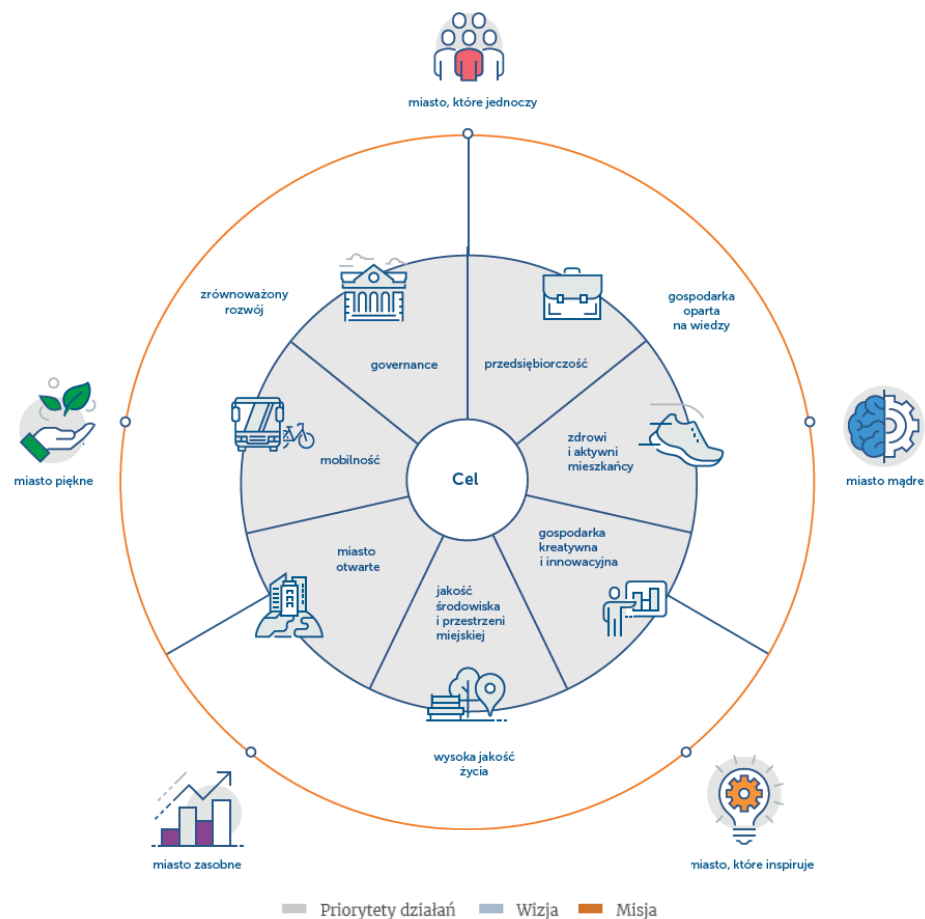 miasto, które jednoczy
zrównoważony
rozwój
gospodarka
oparta
na wiedzy
governance
przedsiębiorczość
mobilność
Cel
zdrowi
i aktywni
mieszkańcy
miasto piękne
miasto mądre
miasto
otwarte
gospodarka
kreatywna
i innowacyjna
jakość
środowiska
i przestrzeni
miejskiej
wysoka jakość
życia
miasto zasobne
miasto, które inspiruje
Priorytety działań
Wizja
Misja